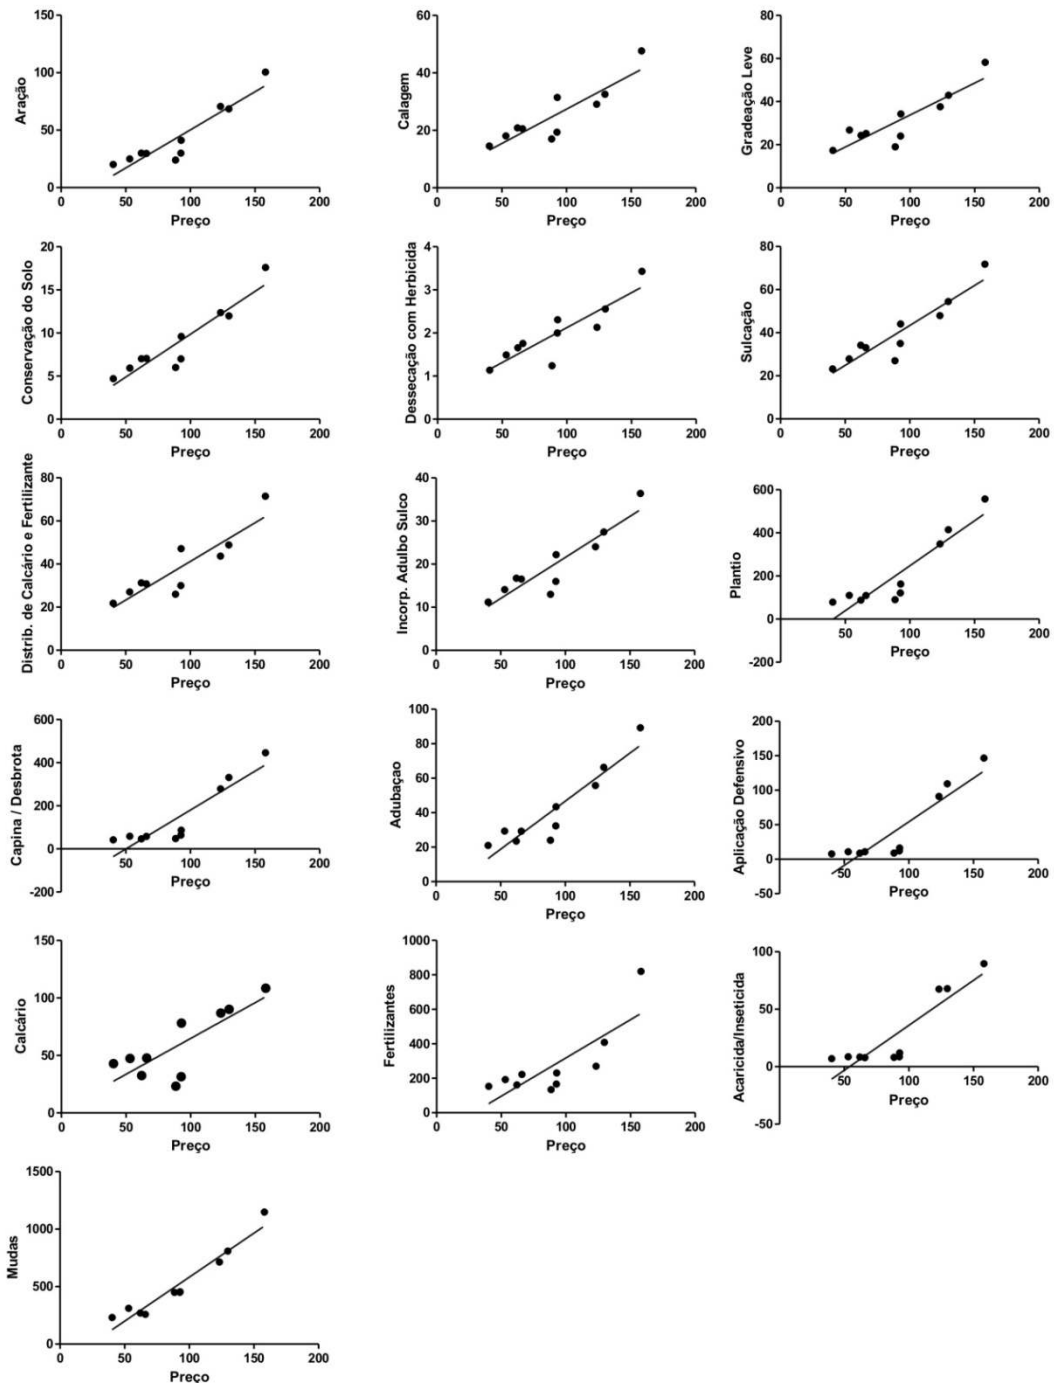 Aração
150
100
50
0
0 50 100 150 200
Preço
Calagem
60
40
20
0
0 50 100 150 200
Preço
Gradeação Leve
80
60
40
20
0
0 50 100 150 200
Preço
Conservação do Solo
20
15
10
5
0
0 50 100 150 200
Preço
Dessecação com Herbicida
4
3
2
1
0
0 50 100 150 200
Preço
Sulcação
80
60
40
20
0
0 50 100 150 200
Preço
Distrib. de Calcário e Fertilizante
80
60
40
20
0
0 50 100 150 200
Preço
Incorp. Adulbo Sulco
40
30
20
10
0
0 50 100 150 200
Preço
Plantio
600
400
200
0
-200
50 100 150 200
Preço
Capina / Desbrota
600
400
200
0
-200
50 100 150 200
Preço
Adubaçao
100
80
60
40
20
0
0 50 100 150 200
Preço
Aplicação Defensivo
200
150
100
50
0
-50
50 100 150 200
Preço
Calcário
150
100
50
0
0 50 100 150 200
Preço
Fertilizantes
1000
800
600
400
200
0
0 50 100 150 200
Preço
Acaricida/Inseticida
100
50
0
-50
50 100 150 200
Preço
Mudas
1500
1000
500
0
0 50 100 150 200
Preço